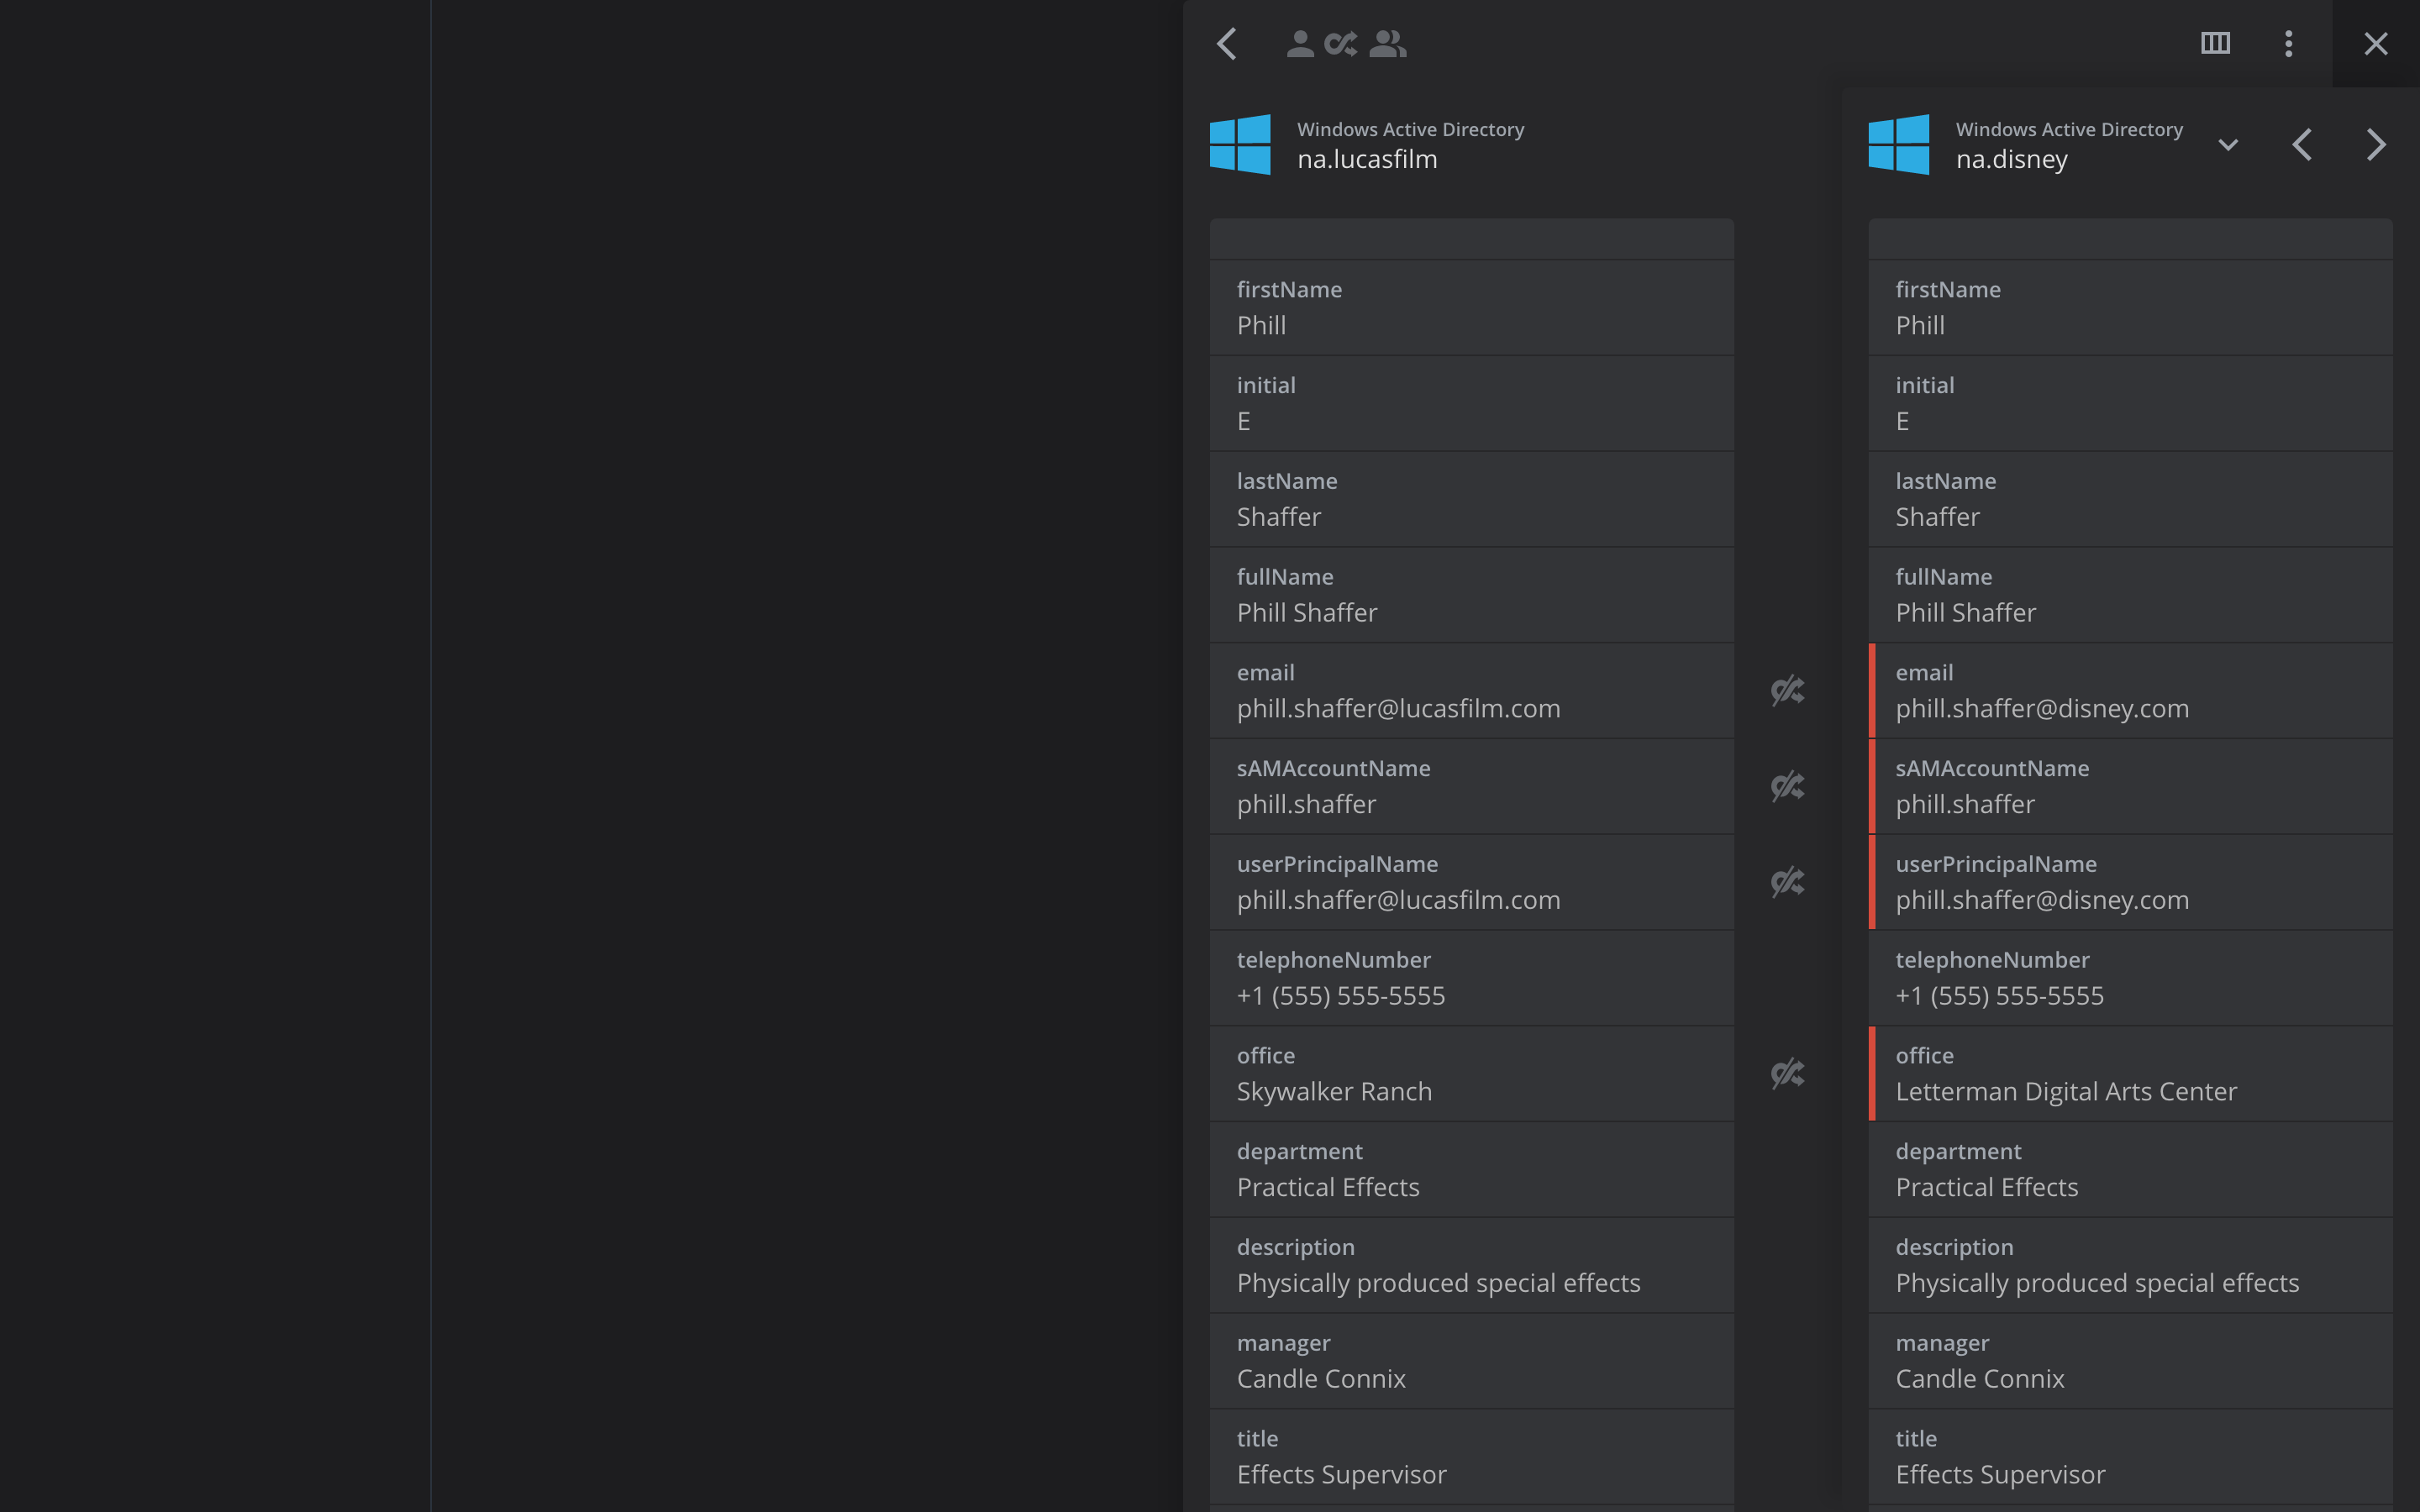 Windows Active Directory
na.lucasfilm
firstName
Phill
initial
E
lastName
Shaffer
fullName
Phill Shaffer
email
phill.shaffer@lucasfilm.com
sAMAccountName
phill.shaffer
userPrincipalName
phill.shaffer@lucasfilm.com
telephoneNumber
+1 (555) 555-5555
office
Skywalker Ranch
department
Practical Effects
description
Physically produced special effects
manager
Candle Connix
title
Effects Supervisor
Windows Active Directory
na.disney
firstName
Phill
initial
E
lastName
Shaffer
fullName
Phill Shaffer
email
phill.shaffer@disney.com
sAMAccountName
phill.shaffer
userPrincipalName
phill.shaffer@disney.com
telephoneNumber
+1 (555) 555-5555
office
Letterman Digital Arts Center
department
Practical Effects
description
Physically produced special effects
manager
Candle Connix
title
Effects Supervisor